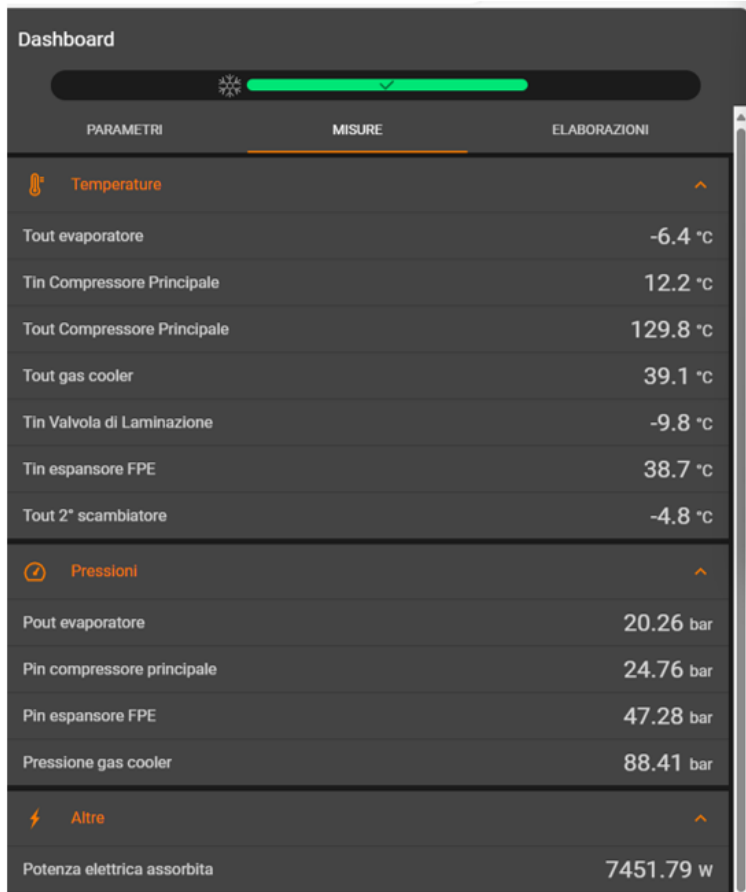 Dashboard
PARAMETRI MISURE ELABORAZIONI
Temperature
Tout evaporatore -6.4 °C
Tin Compressore Principale 12.2 °C
Tout Compressore Principale 129.8 °C
Tout gas cooler 39.1 °C
Tin Valvola di Laminazione -9.8 °C
Tin espansore FPE 38.7 °C
Tout 2° scambiatore -4.8 °C
Pressioni
Pout evaporatore 20.26 bar
Pin compressore principale 24.76 bar
Pin espansore FPE 47.28 bar
Pressione gas cooler 88.41 bar
Altre
Potenza elettrica assorbita 7451.79 W